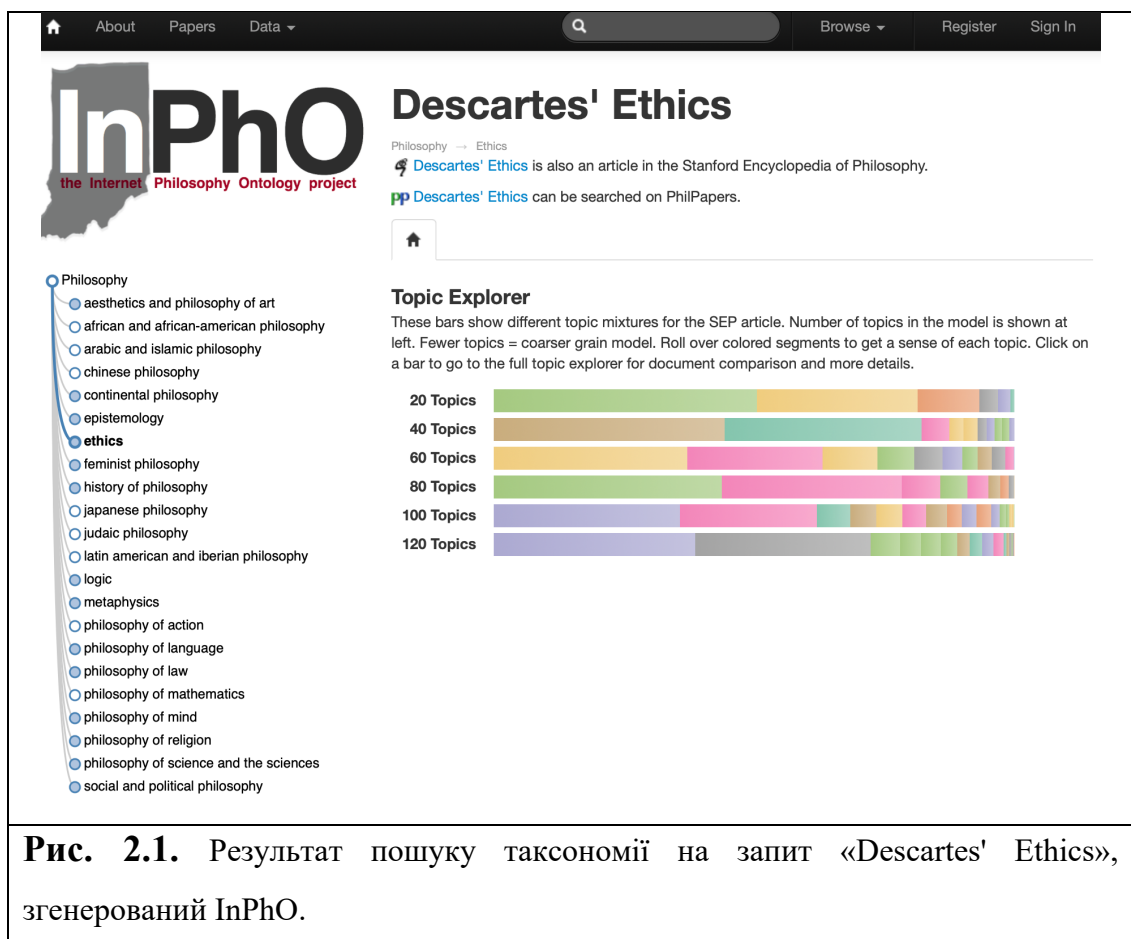 About Papers Data Browse Register Sign In
InPhO
the Internet Philosophy Ontology project
Descartes' Ethics
Philosophy → Ethics
Descartes' Ethics is also an article in the Stanford Encyclopedia of Philosophy.
pp Descartes' Ethics can be searched on PhilPapers.
Philosophy
aesthetics and philosophy of art
african and african-american philosophy
arabic and islamic philosophy
chinese philosophy
continental philosophy
epistemology
ethics
feminist philosophy
history of philosophy
japanese philosophy
judaic philosophy
latin american and iberian philosophy
logic
metaphysics
philosophy of action
philosophy of language
philosophy of law
philosophy of mathematics
philosophy of mind
philosophy of religion
philosophy of science and the sciences
social and political philosophy
Topic Explorer
These bars show different topic mixtures for the SEP article. Number of topics in the model is shown at
left. Fewer topics = coarser grain model. Roll over colored segments to get a sense of each topic. Click on
a bar to go to the full topic explorer for document comparison and more details.
20 Topics
40 Topics
60 Topics
80 Topics
100 Topics
120 Topics
Рис. 2.1. Результат пошуку таксономії на запит «Descartes' Ethics»,
згенерований InPhO.